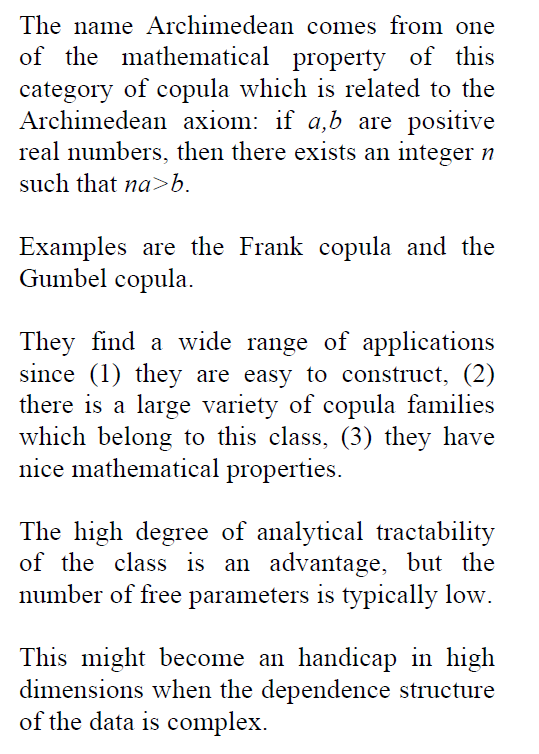 The name Archimedean comes from one
of the mathematical property of this
category of copula which is related to the
Archimedean axiom: if a,b are positive
real numbers, then there exists an integer n
such that na>b.
Examples are the Frank copula and the
Gumbel copula.
They find a wide range of applications
since (1) they are easy to construct, (2)
there is a large variety of copula families
which belong to this class, (3) they have
nice mathematical properties.
The high degree of analytical tractability
of the class is an advantage, but the
number of free parameters is typically low.
This might become an handicap in high
dimensions when the dependence structure
of the data is complex.